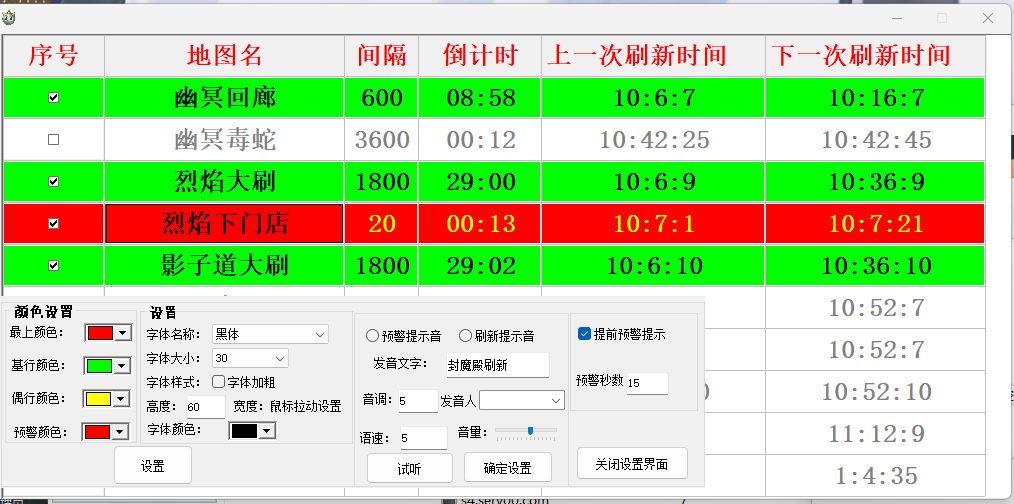 序号 地图名 间隔 倒计时 上一次刷新时间 下一次刷新时间
幽冥回廊 600 08:58 10:6:7 10:16:7
幽冥毒蛇 3600 00:12 10:42:25 10:42:45
烈焰大刷 1800 29:00 10:6:9 10:36:9
烈焰下门店 20 00:13 10:7:1 10:7:21
影子道大刷 1800 29:02 10:6:10 10:36:10
10:52:7
10:52:7
10:52:10
11:12:9
1:4:35
颜色设置
最上颜色:
基行颜色:
偶行颜色:
预警颜色:
设置
字体名称: 黑体
字体大小: 30
字体样式: 字体加粗
高度: 60 宽度: 鼠标拉动设置
字体颜色:
设置
预警提示音 刷新提示音
发音文字: 封魔殿刷新
音调: 5 发音人
语速: 5 音量:
试听 确定设置
提前预警提示
预警秒数 15
关闭设置界面